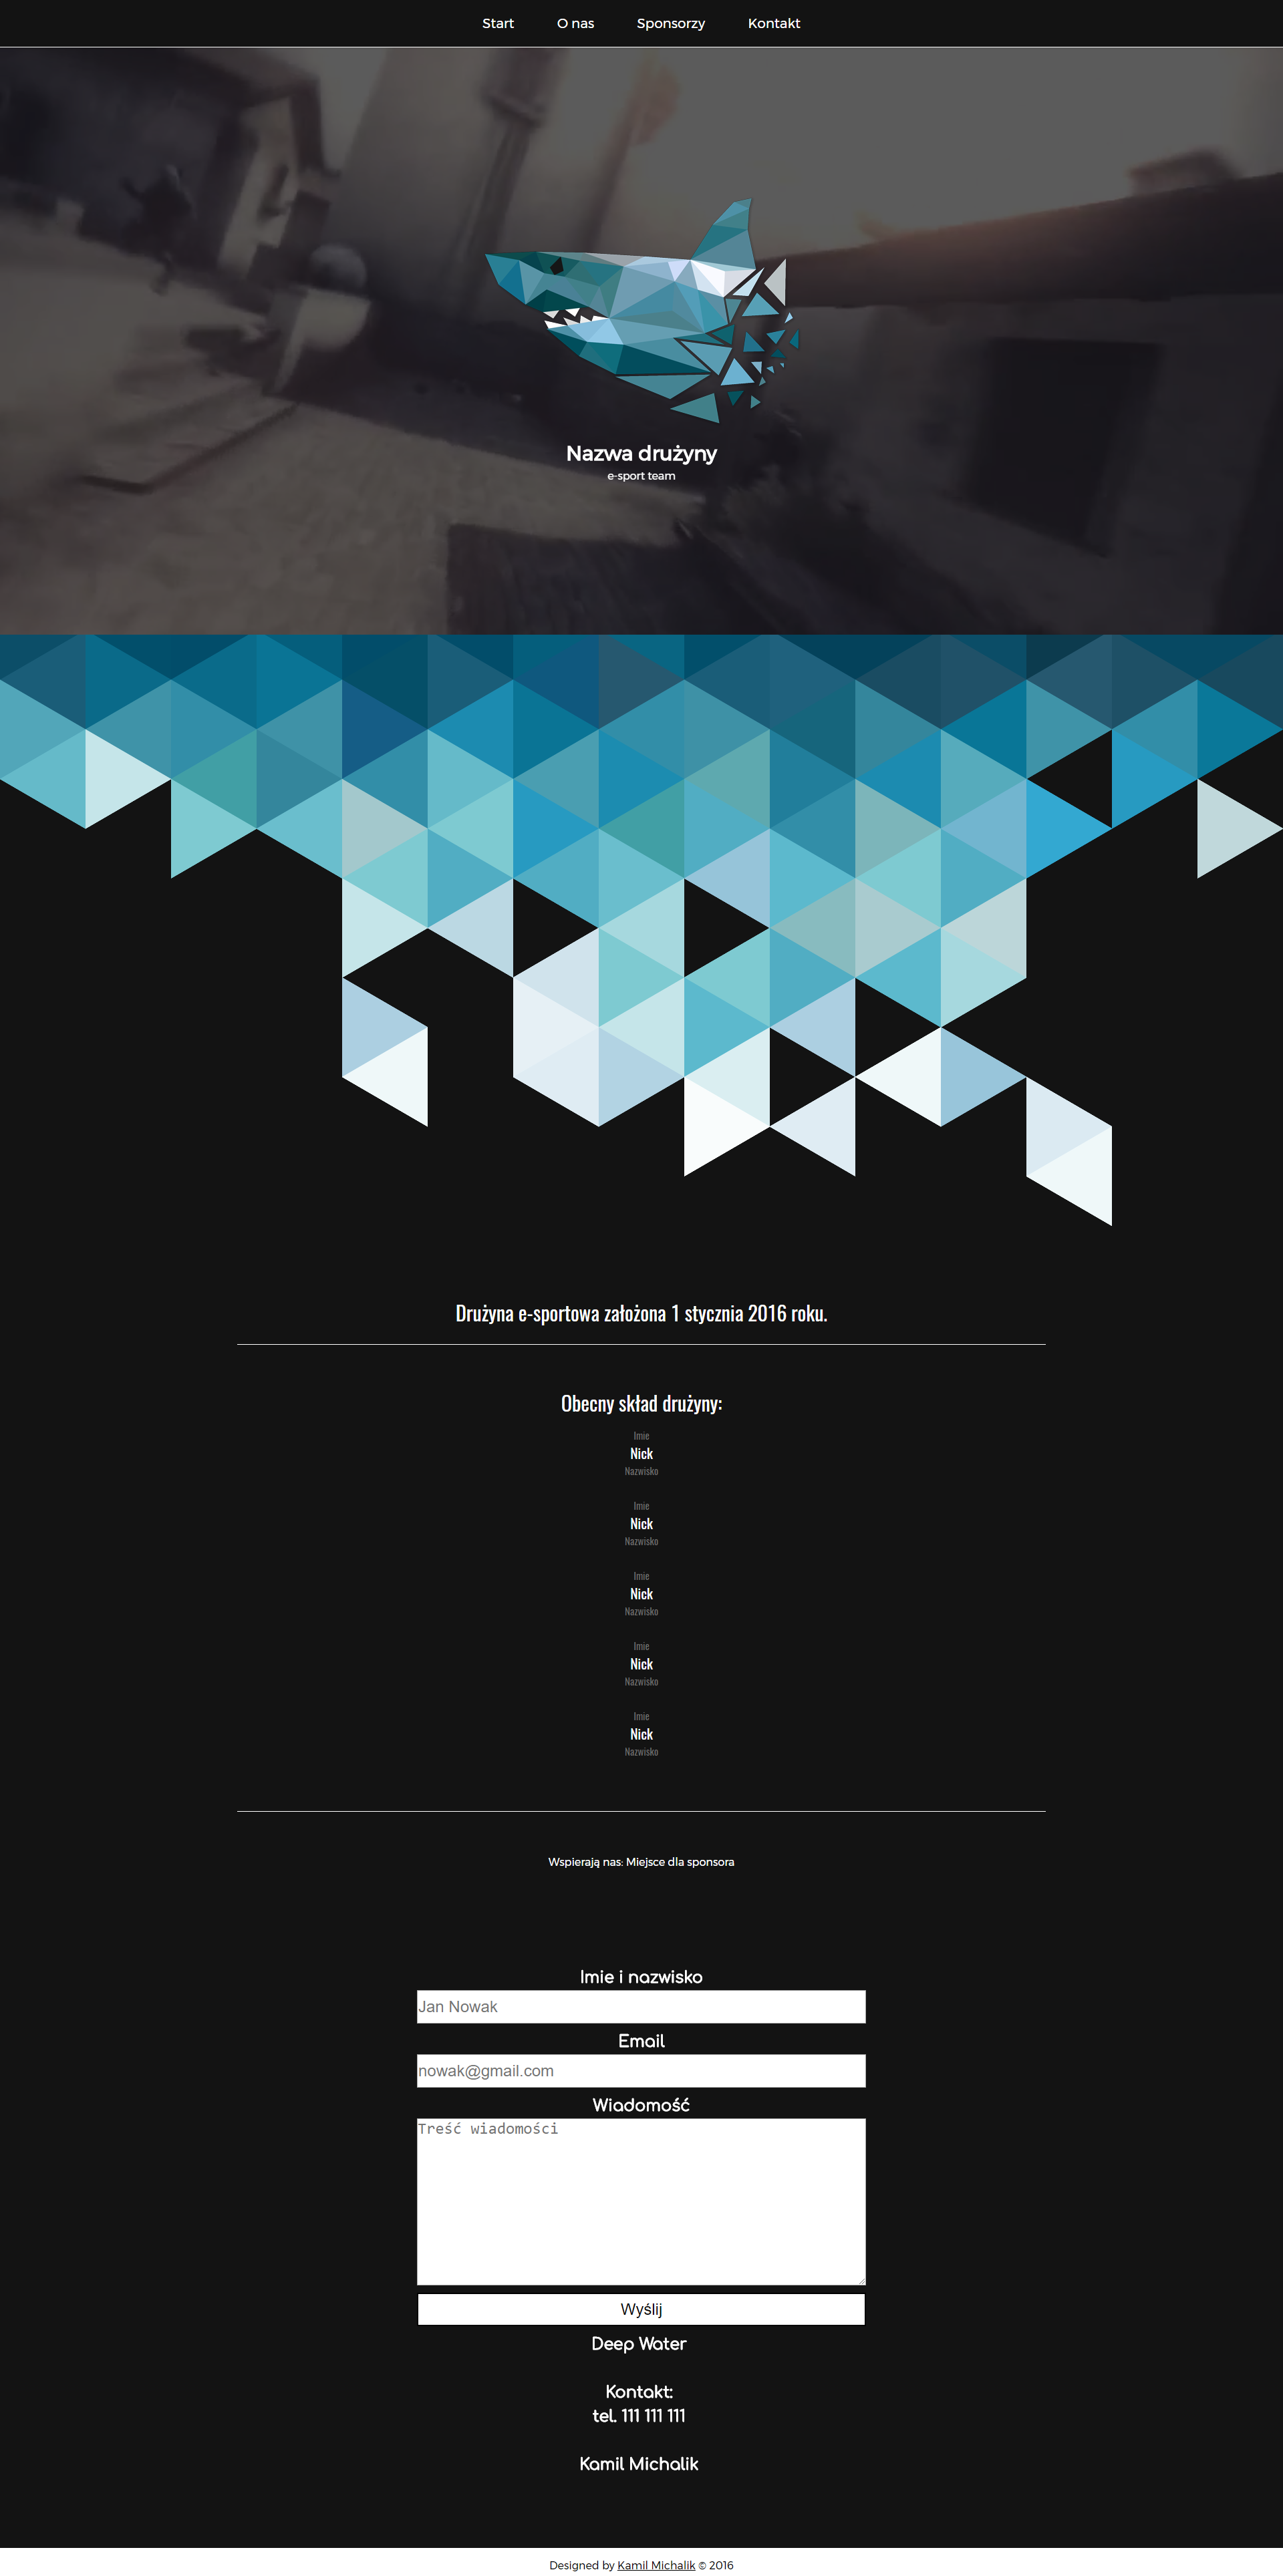 Start O nas Sponsorzy Kontakt
Nazwa drużyny
e-sport team
Drużyna e-sportowa założona 1 stycznia 2016 roku.
Obecny skład drużyny:
Imie
Nick
Nazwisko
Imie
Nick
Nazwisko
Imie
Nick
Nazwisko
Imie
Nick
Nazwisko
Imie
Nick
Nazwisko
Wspierają nas: Miejsce dla sponsora
Imie i nazwisko
Jan Nowak
Email
nowak@gmail.com
Wiadomość
Treść wiadomości
Wyślij
Deep Water
Kontakt:
tel. 111 111 111
Kamil Michalik
Designed by Kamil Michalik © 2016